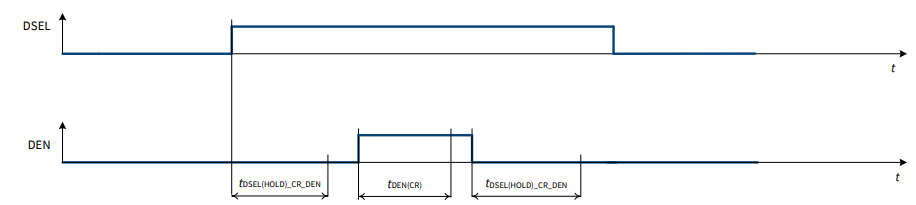 DSEL
t
DEN
t
tDSEL(HOLD)_CR_DEN
tDEN(CR)
tDSEL(HOLD)_CR_DEN